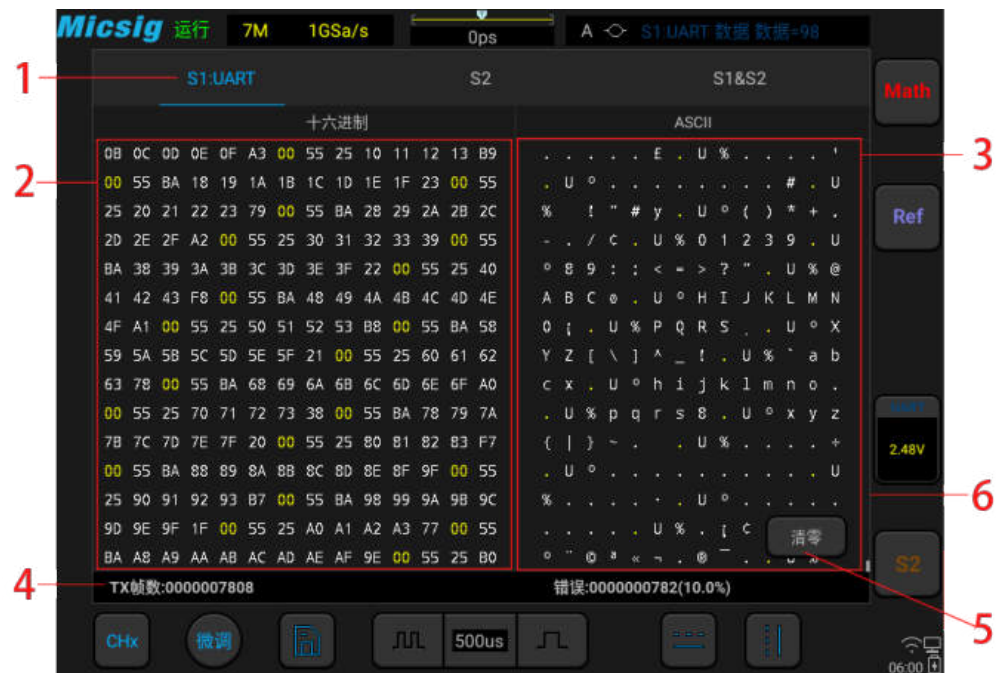 Micsig 运行 7M 1GSa/s 0ps A S1:UART 数据 数据=98
1 S1:UART S2 S1&S2 Math
十六进制 ASCII
0B 0C 0D 0E 0F A3 00 55 25 10 11 12 13 B9 . . . . . £ . U % . . . . ¹ 3
2 00 55 BA 18 19 1A 1B 1C 1D 1E 1F 23 00 55 . U º . . . . . . . . # . U
25 20 21 22 23 79 00 55 BA 28 29 2A 2B 2C % ! " # y . U º ( ) * + , Ref
2D 2E 2F A2 00 55 25 30 31 32 33 39 00 55 - . / ¢ . U % 0 1 2 3 9 . U
BA 38 39 3A 3B 3C 3D 3E 3F 22 00 55 25 40 º 8 9 : ; < = > ? " . U % @
41 42 43 F8 00 55 BA 48 49 4A 4B 4C 4D 4E A B C ø . U º H I J K L M N
4F A1 00 55 25 50 51 52 53 B8 00 55 BA 58 O ¡ . U % P Q R S ¸ . U º X
59 5A 5B 5C 5D 5E 5F 21 00 55 25 60 61 62 Y Z [ \ ] ^ _ ! . U % ` a b
63 78 00 55 BA 68 69 6A 6B 6C 6D 6E 6F A0 c x . U º h i j k l m n o .
00 55 25 70 71 72 73 38 00 55 BA 78 79 7A . U % p q r s 8 . U º x y z UART
7B 7C 7D 7E 7F 20 00 55 25 80 81 82 83 F7 { | } ~ . . U % . . . . ÷ 2.48V
00 55 BA 88 89 8A 8B 8C 8D 8E 8F 9F 00 55 . U º . . . . . . . . . . U
25 90 91 92 93 B7 00 55 BA 98 99 9A 9B 9C % . . . . · . U º . . . . . 6
9D 9E 9F 1F 00 55 25 A0 A1 A2 A3 77 00 55 . . . . . U % . ¡ ¢ 清零
BA A8 A9 AA AB AC AD AE AF 9E 00 55 25 B0 º ¨ © ª « ¬ . ® ¯ . . U % S2
4 TX帧数:0000007808 错误:0000000782(10.0%)
5
CHx 微调 500us
06:00